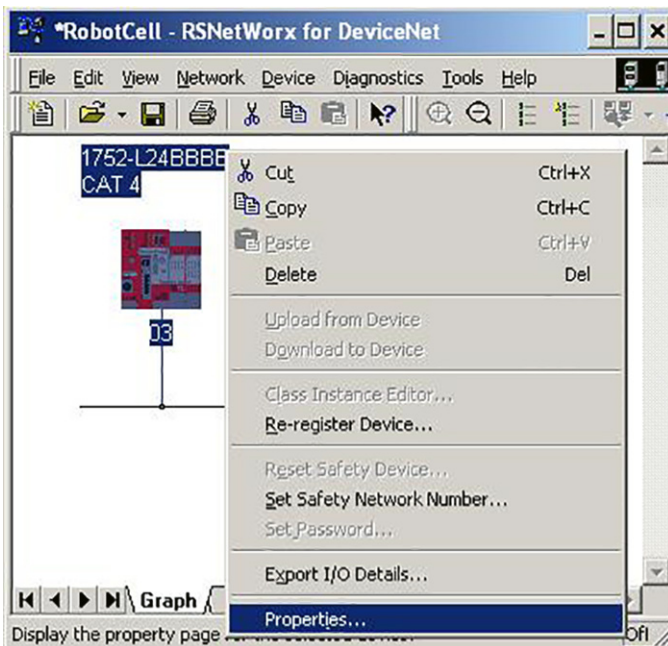 *RobotCell - RSNetWorx for DeviceNet
File Edit View Network Device Diagnostics Tools Help
1752-L24BBBE
CAT 4
03
Cut Ctrl+X
Copy Ctrl+C
Paste Ctrl+V
Delete Del
Upload from Device
Download to Device
Class Instance Editor...
Re-register Device...
Reset Safety Device...
Set Safety Network Number...
Set Password...
Export I/O Details...
Properties...
Graph
Display the property page
Ofl